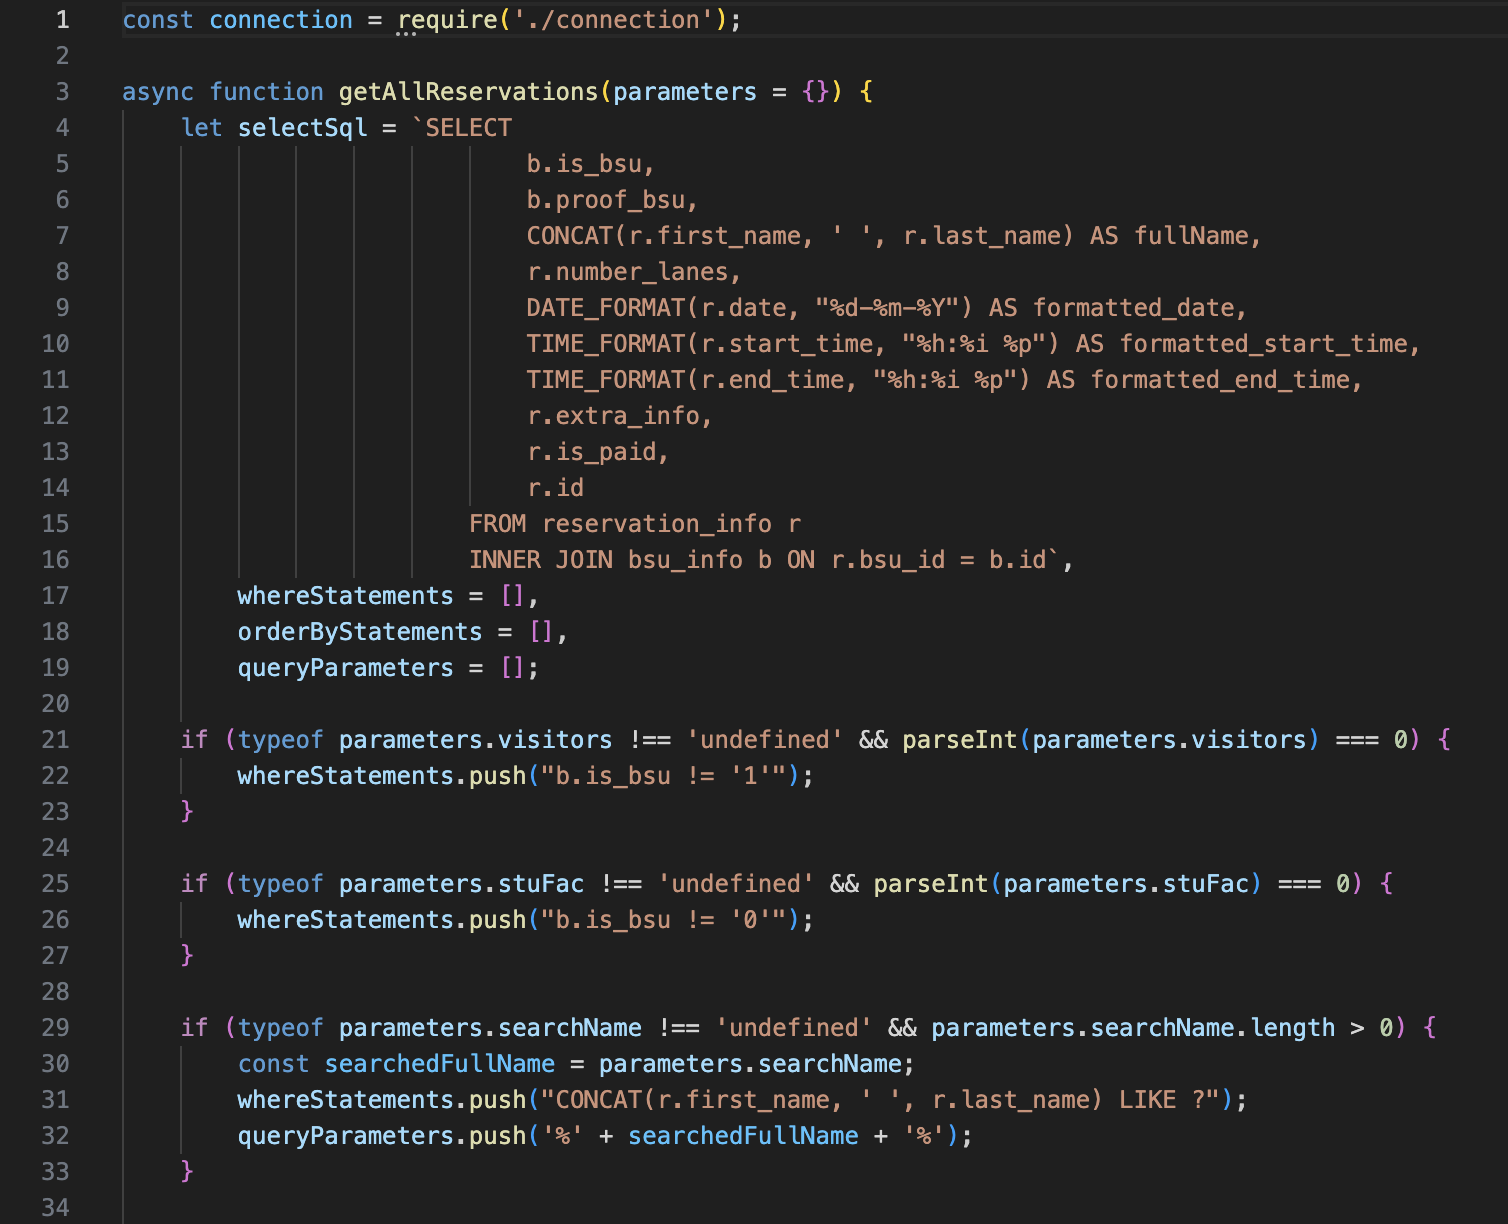 1 const connection = require('./connection');
2
3 async function getAllReservations(parameters = {}) {
4 let selectSql = `SELECT
5 b.is_bsu,
6 b.proof_bsu,
7 CONCAT(r.first_name, ' ', r.last_name) AS fullName,
8 r.number_lanes,
9 DATE_FORMAT(r.date, "%d-%m-%Y") AS formatted_date,
10 TIME_FORMAT(r.start_time, "%h:%i %p") AS formatted_start_time,
11 TIME_FORMAT(r.end_time, "%h:%i %p") AS formatted_end_time,
12 r.extra_info,
13 r.is_paid,
14 r.id
15 FROM reservation_info r
16 INNER JOIN bsu_info b ON r.bsu_id = b.id`,
17 whereStatements = [],
18 orderByStatements = [],
19 queryParameters = [];
20
21 if (typeof parameters.visitors !== 'undefined' && parseInt(parameters.visitors) === 0) {
22 whereStatements.push("b.is_bsu != '1'");
23 }
24
25 if (typeof parameters.stuFac !== 'undefined' && parseInt(parameters.stuFac) === 0) {
26 whereStatements.push("b.is_bsu != '0'");
27 }
28
29 if (typeof parameters.searchName !== 'undefined' && parameters.searchName.length > 0) {
30 const searchedFullName = parameters.searchName;
31 whereStatements.push("CONCAT(r.first_name, ' ', r.last_name) LIKE ?");
32 queryParameters.push('%' + searchedFullName + '%');
33 }
34